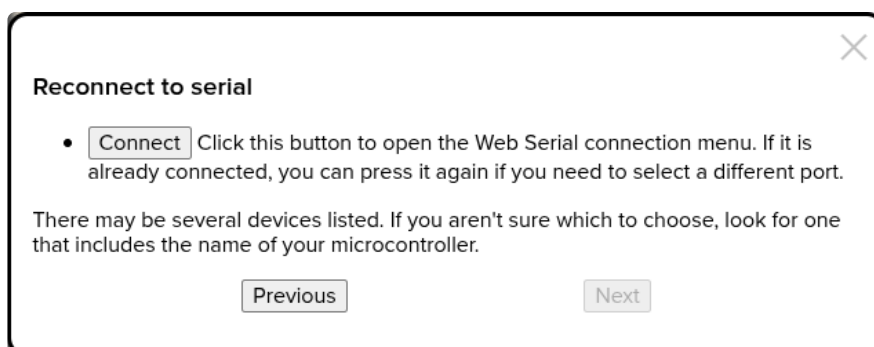 Reconnect to serial
• Connect Click this button to open the Web Serial connection menu. If it is
already connected, you can press it again if you need to select a different port.
There may be several devices listed. If you aren't sure which to choose, look for one
that includes the name of your microcontroller.
Previous Next